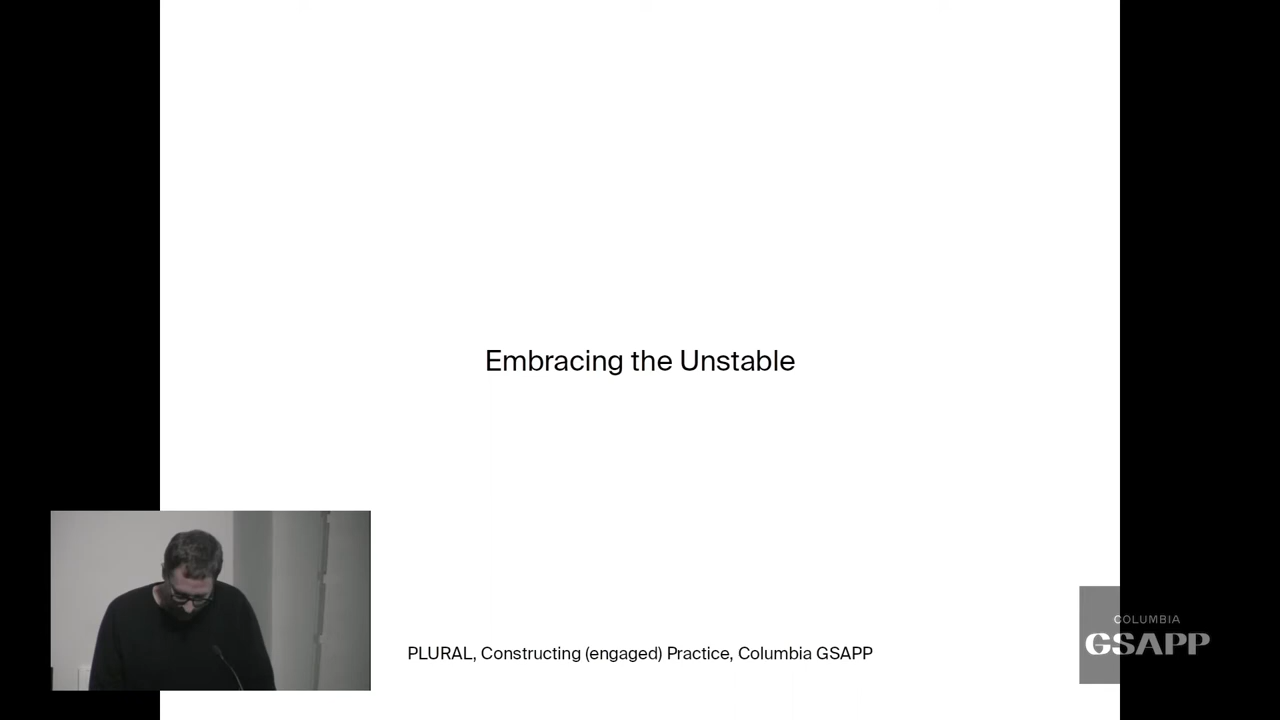 Embracing the Unstable
PLURAL, Constructing (engaged) Practice, Columbia GSAPP
COLUMBIA
GSAPP